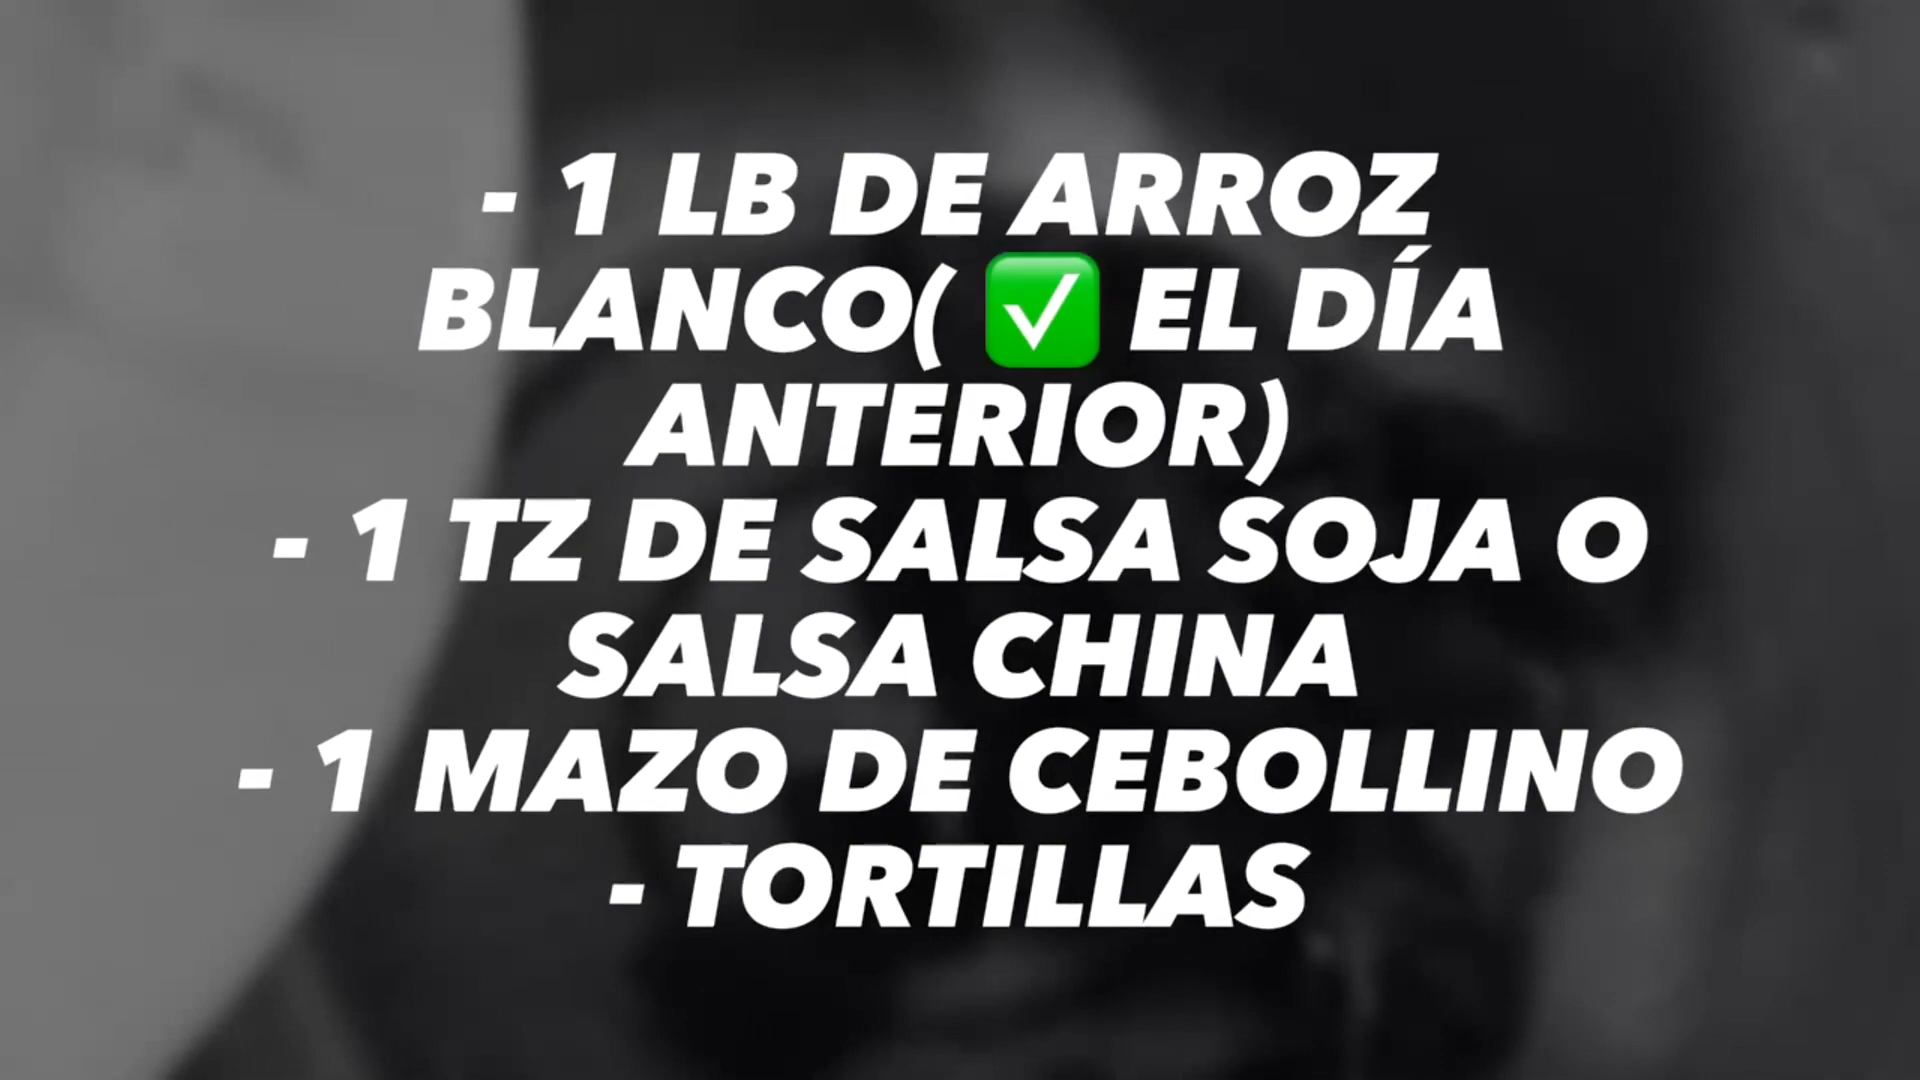 - 1 LB DE ARROZ
BLANCO( ✅ EL DÍA
ANTERIOR)
- 1 TZ DE SALSA SOJA O
SALSA CHINA
- 1 MAZO DE CEBOLLINO
- TORTILLAS